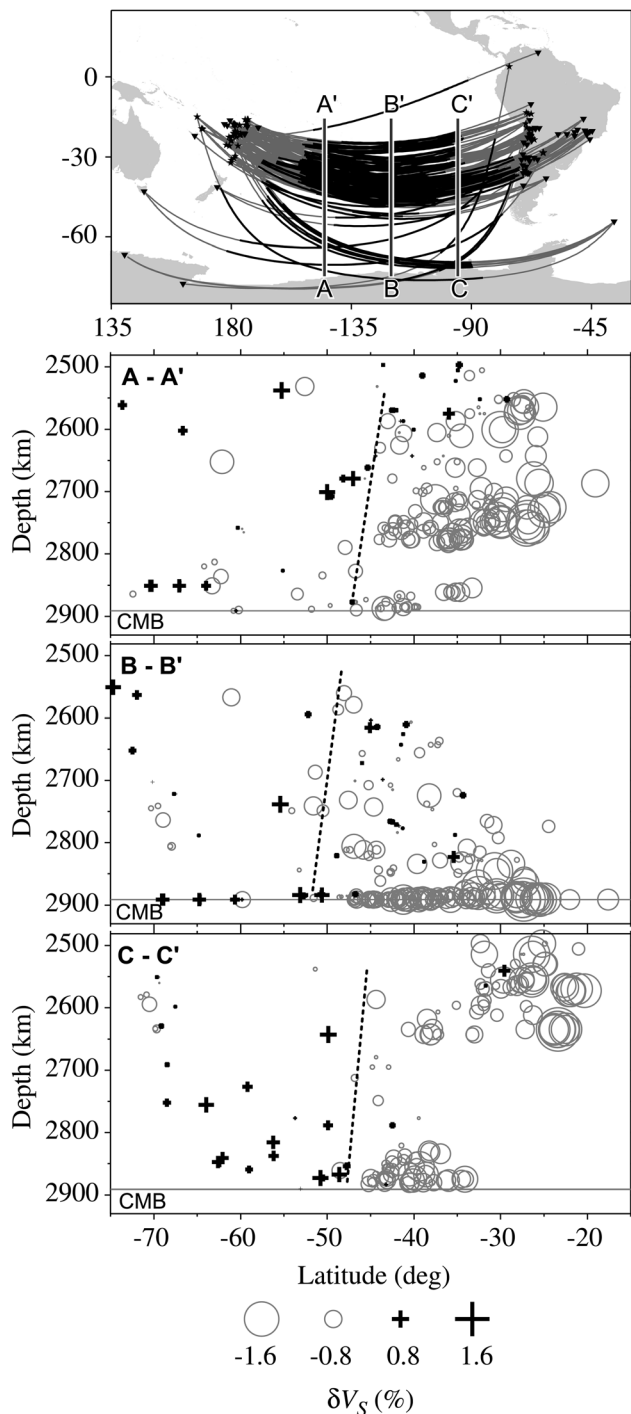 0
-30
-60
A' B' C'
A B C
135 180 -135 -90 -45
A - A'
2500
2600
2700
2800
2900
Depth (km)
CMB
B - B'
2500
2600
2700
2800
2900
Depth (km)
CMB
C - C'
2500
2600
2700
2800
2900
Depth (km)
CMB
-70 -60 -50 -40 -30 -20
Latitude (deg)
-1.6 -0.8 0.8 1.6
δV_S (%)